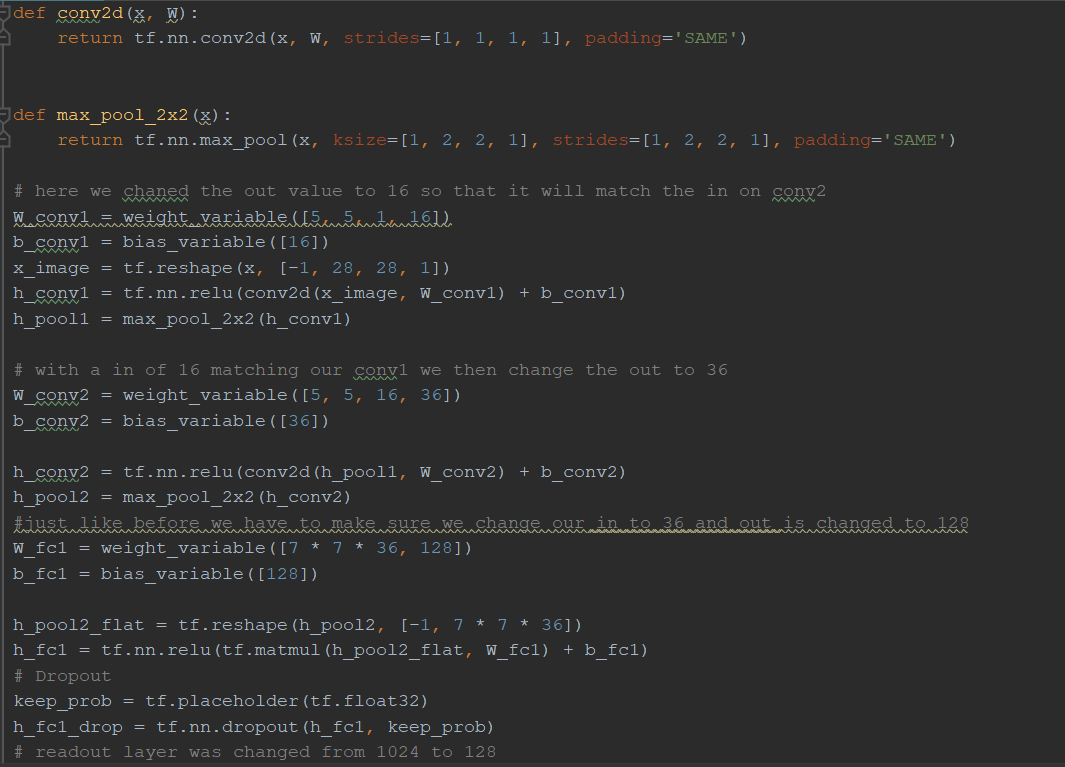 def conv2d(x, W):
    return tf.nn.conv2d(x, W, strides=[1, 1, 1, 1], padding='SAME')
def max_pool_2x2(x):
    return tf.nn.max_pool(x, ksize=[1, 2, 2, 1], strides=[1, 2, 2, 1], padding='SAME')
# here we chaned the out value to 16 so that it will match the in on conv2
W_conv1 = weight_variable([5, 5, 1, 16])
b_conv1 = bias_variable([16])
x_image = tf.reshape(x, [-1, 28, 28, 1])
h_conv1 = tf.nn.relu(conv2d(x_image, W_conv1) + b_conv1)
h_pool1 = max_pool_2x2(h_conv1)
# with a in of 16 matching our conv1 we then change the out to 36
W_conv2 = weight_variable([5, 5, 16, 36])
b_conv2 = bias_variable([36])
h_conv2 = tf.nn.relu(conv2d(h_pool1, W_conv2) + b_conv2)
h_pool2 = max_pool_2x2(h_conv2)
#just like before we have to make sure we change our in to 36 and out is changed to 128
W_fc1 = weight_variable([7 * 7 * 36, 128])
b_fc1 = bias_variable([128])
h_pool2_flat = tf.reshape(h_pool2, [-1, 7 * 7 * 36])
h_fc1 = tf.nn.relu(tf.matmul(h_pool2_flat, W_fc1) + b_fc1)
# Dropout
keep_prob = tf.placeholder(tf.float32)
h_fc1_drop = tf.nn.dropout(h_fc1, keep_prob)
# readout layer was changed from 1024 to 128